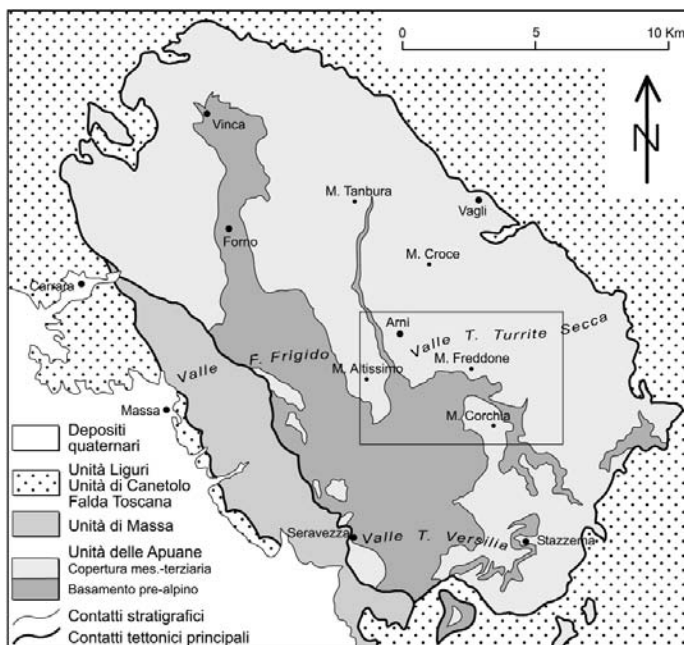 0 5 10 Km
N
Vinca
M. Tanbura
Vagli
Forno
M. Croce
Carrara
Arni
Valle T. Turrite Secca
Valle F. Frigido
M. Freddone
M. Altissimo
Massa
M. Corchia
Seravezza
Valle T. Versilia
Stazzema
Depositi
quaternari
Unità Liguri
Unità di Canetolo
Falda Toscana
Unità di Massa
Unità delle Apuane
Copertura mes.-terziaria
Basamento pre-alpino
Contatti stratigrafici
Contatti tettonici principali